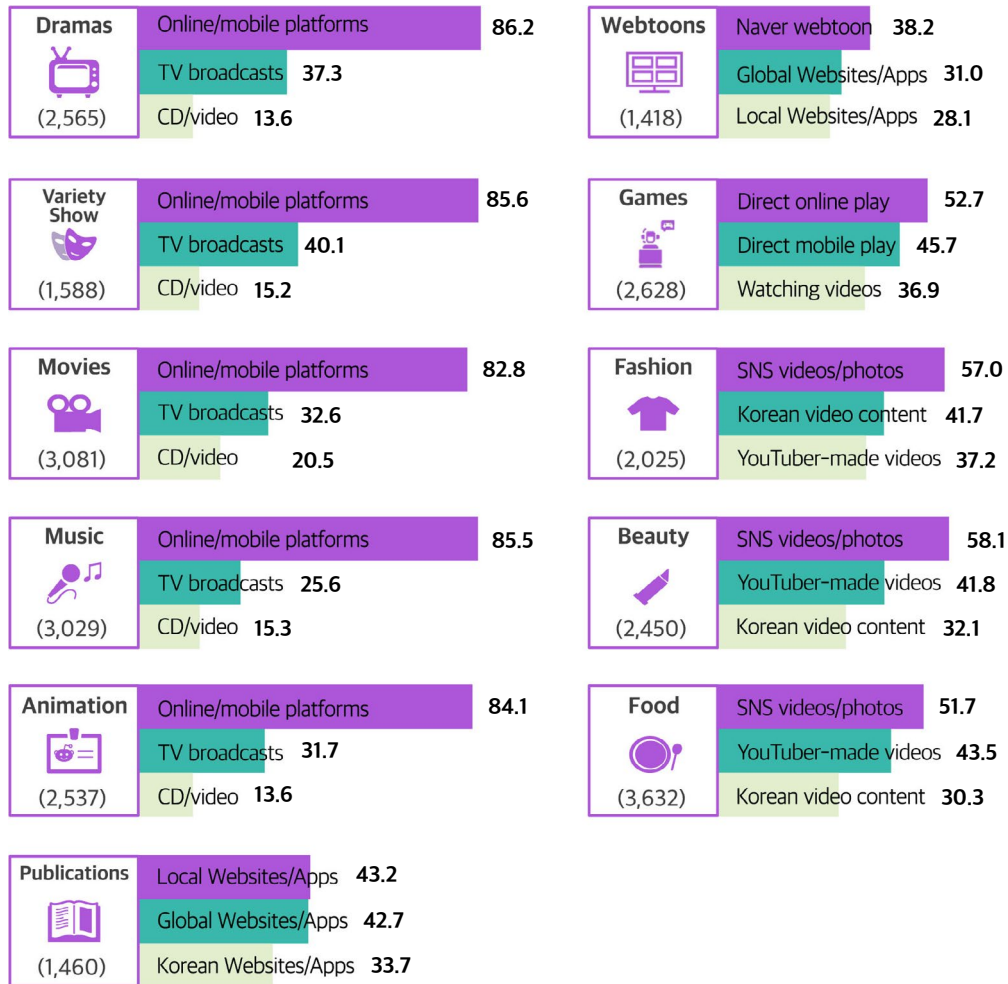 Dramas
(2,565)
Online/mobile platforms 86.2
TV broadcasts 37.3
CD/video 13.6
Variety
Show
(1,588)
Online/mobile platforms 85.6
TV broadcasts 40.1
CD/video 15.2
Movies
(3,081)
Online/mobile platforms 82.8
TV broadcasts 32.6
CD/video 20.5
Music
(3,029)
Online/mobile platforms 85.5
TV broadcasts 25.6
CD/video 15.3
Animation
(2,537)
Online/mobile platforms 84.1
TV broadcasts 31.7
CD/video 13.6
Publications
(1,460)
Local Websites/Apps 43.2
Global Websites/Apps 42.7
Korean Websites/Apps 33.7
Webtoons
(1,418)
Naver webtoon 38.2
Global Websites/Apps 31.0
Local Websites/Apps 28.1
Games
(2,628)
Direct online play 52.7
Direct mobile play 45.7
Watching videos 36.9
Fashion
(2,025)
SNS videos/photos 57.0
Korean video content 41.7
YouTuber-made videos 37.2
Beauty
(2,450)
SNS videos/photos 58.1
YouTuber-made videos 41.8
Korean video content 32.1
Food
(3,632)
SNS videos/photos 51.7
YouTuber-made videos 43.5
Korean video content 30.3